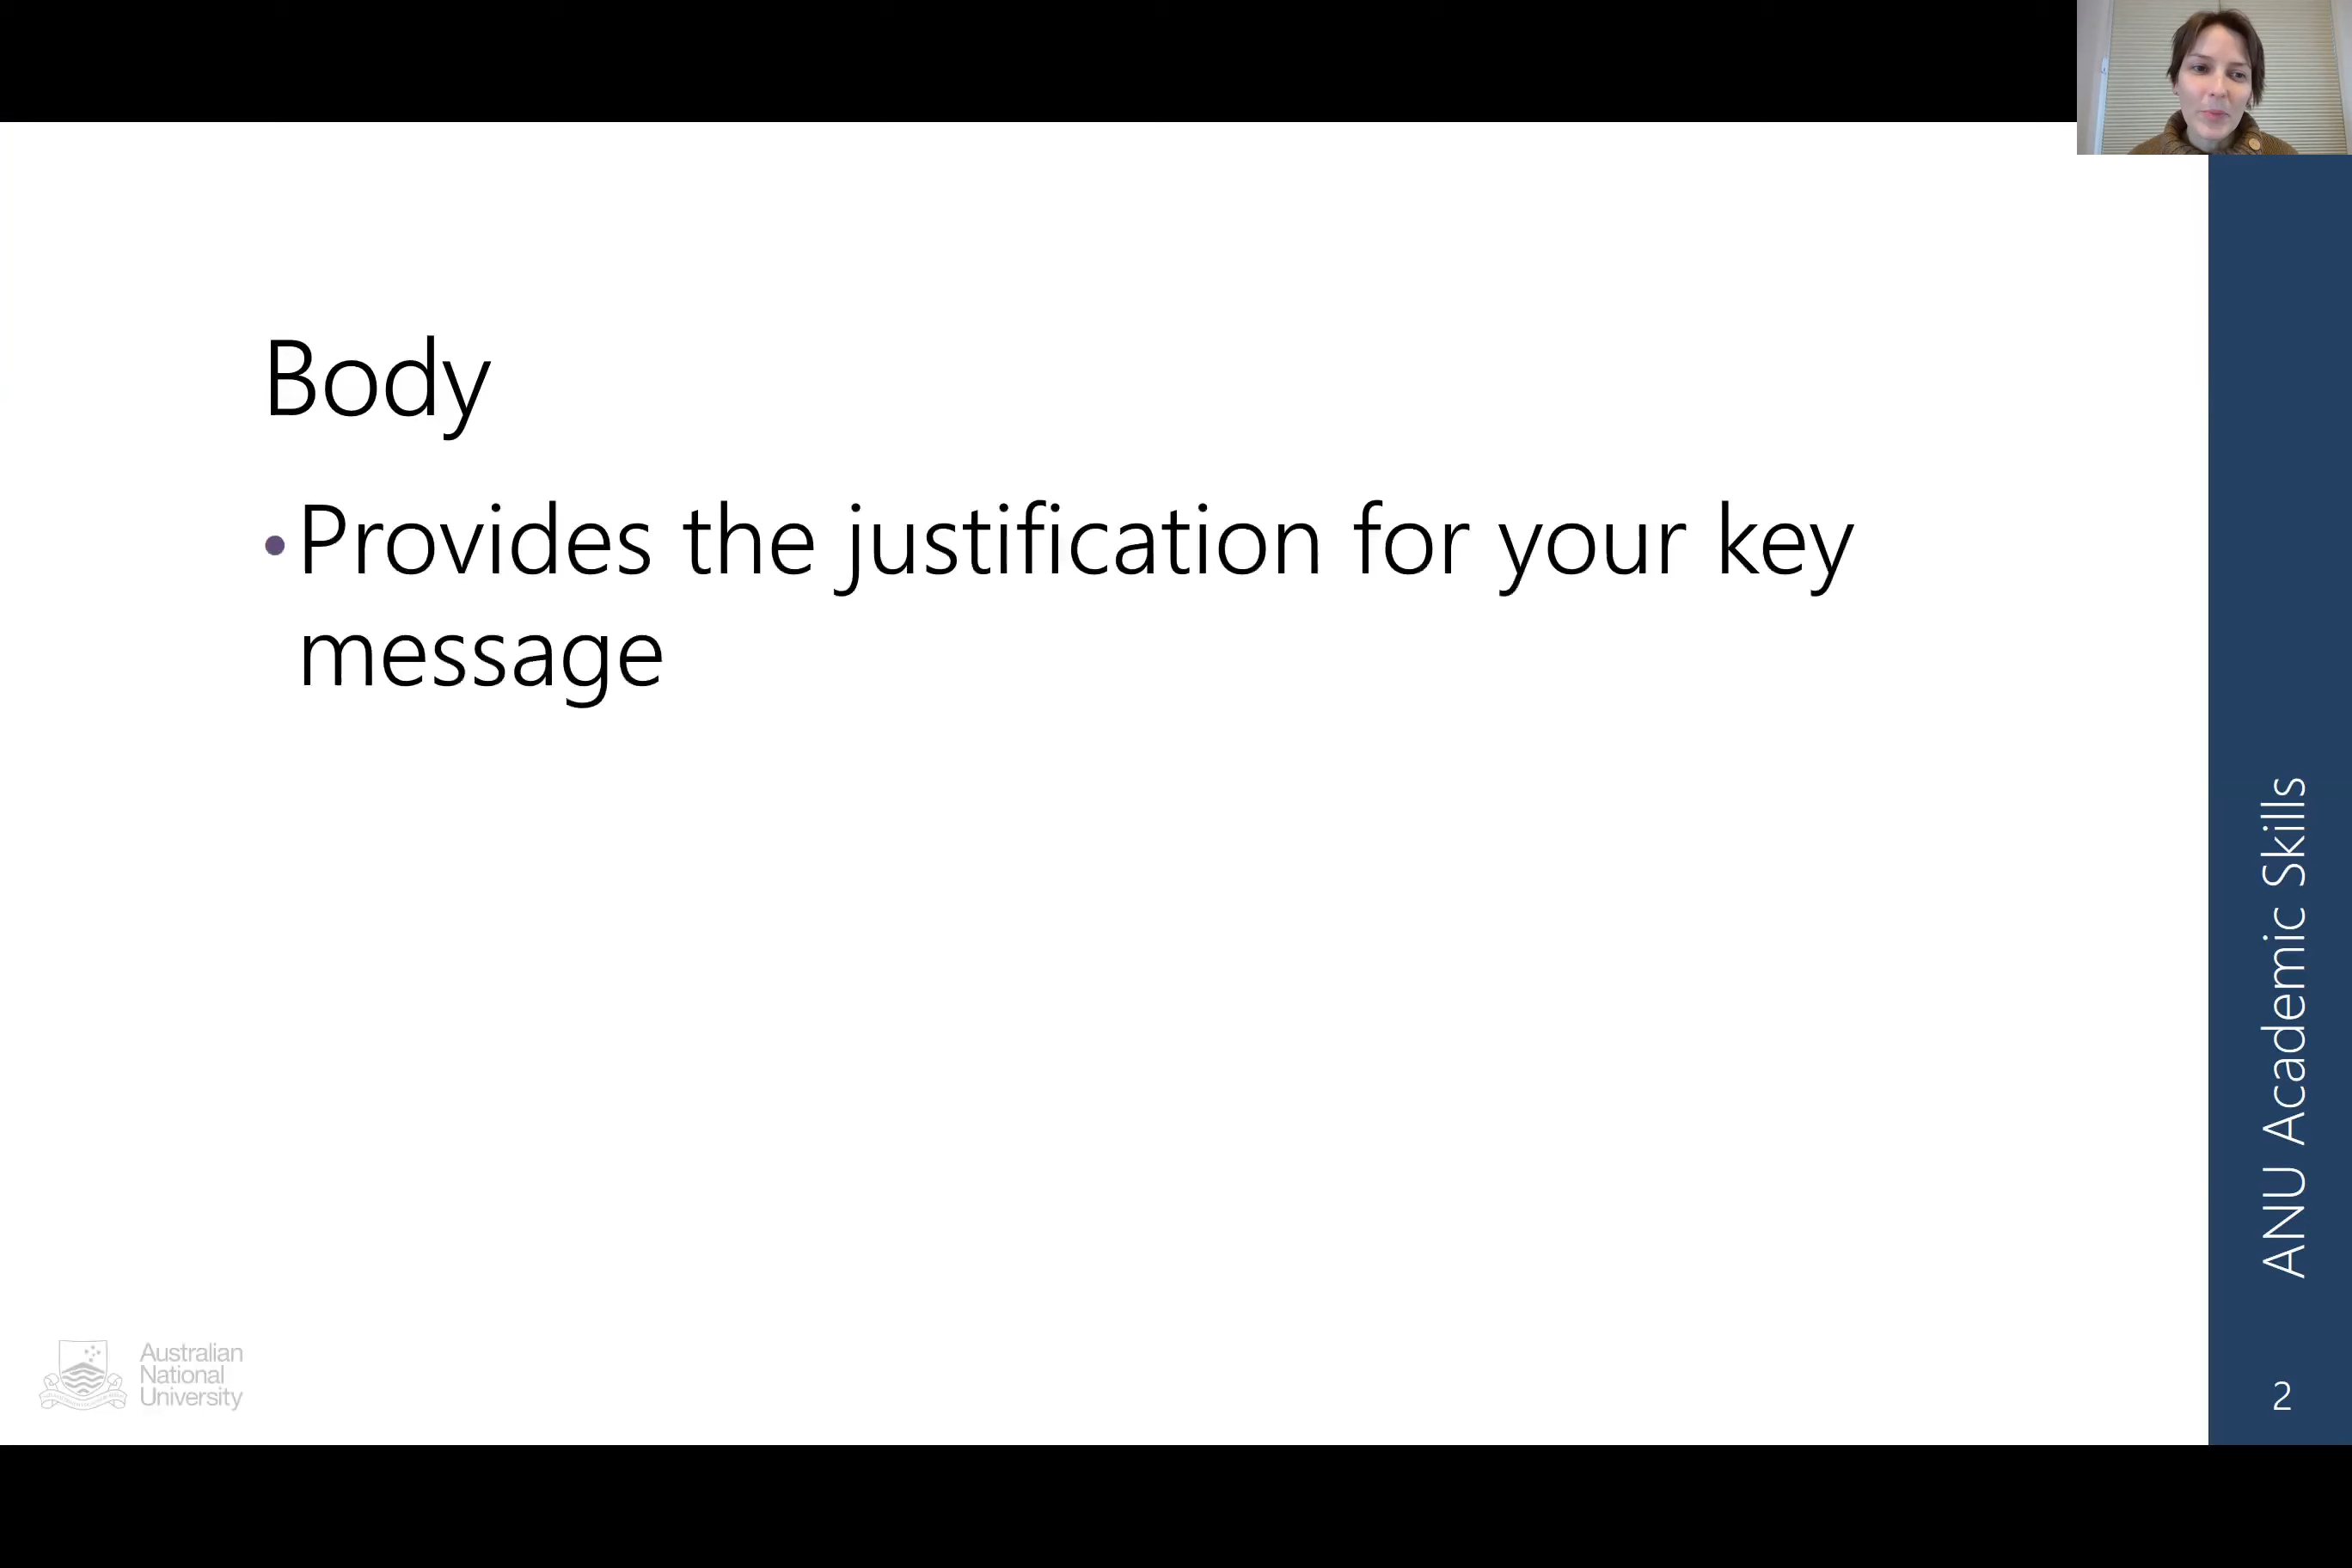 Body
•Provides the justification for your key
message
ANU Academic Skills
Australian
National
University
2